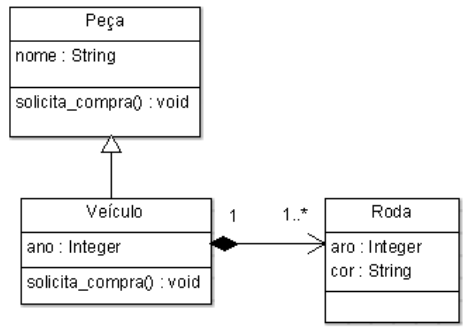 Peça
nome : String
solicita_compra() : void
Veículo
ano : Integer
solicita_compra() : void
1
1..*
Roda
aro : Integer
cor : String